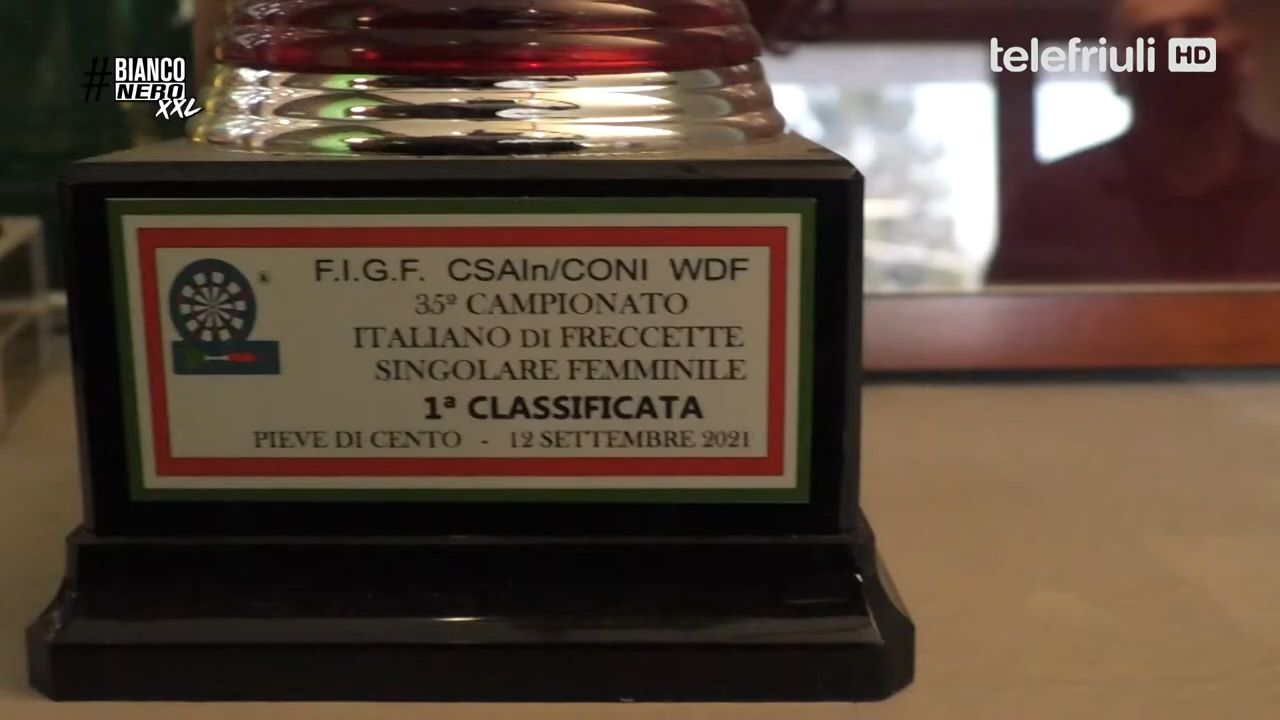 #BIANCO
NERO
XXL
telefriuli HD
F.I.G.F. CSAIn/CONI WDF
35º CAMPIONATO
ITALIANO DI FRECCETTE
SINGOLARE FEMMINILE
1ª CLASSIFICATA
PIEVE DI CENTO - 12 SETTEMBRE 2021